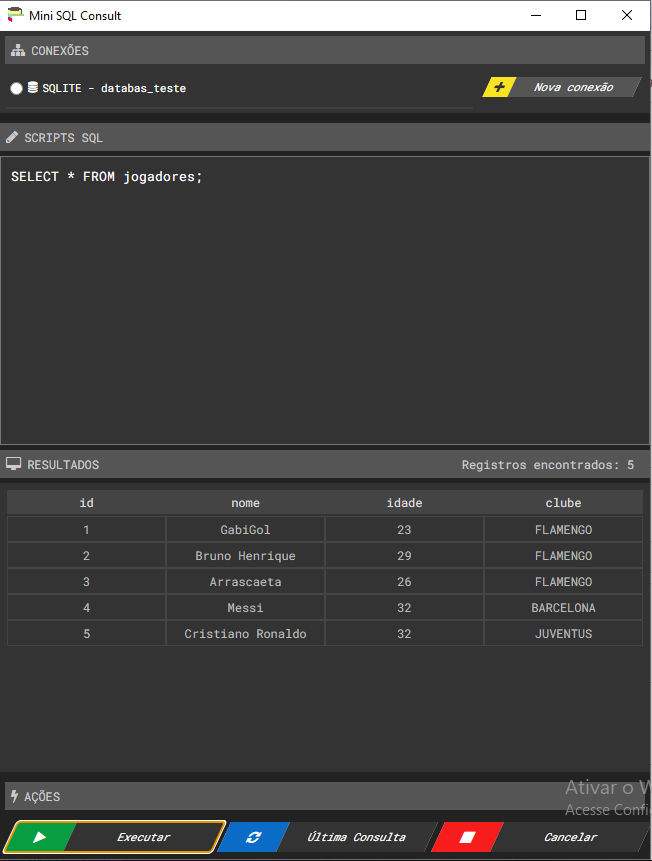 Mini SQL Consult
CONEXÕES
SQLITE - databas_teste
Nova conexão
SCRIPTS SQL
SELECT * FROM jogadores;
RESULTADOS Registros encontrados: 5
id nome idade clube
1 GabiGol 23 FLAMENGO
2 Bruno Henrique 29 FLAMENGO
3 Arrascaeta 26 FLAMENGO
4 Messi 32 BARCELONA
5 Cristiano Ronaldo 32 JUVENTUS
Ativar o W
AÇÕES
Acesse Confi
Executar Última Consulta Cancelar